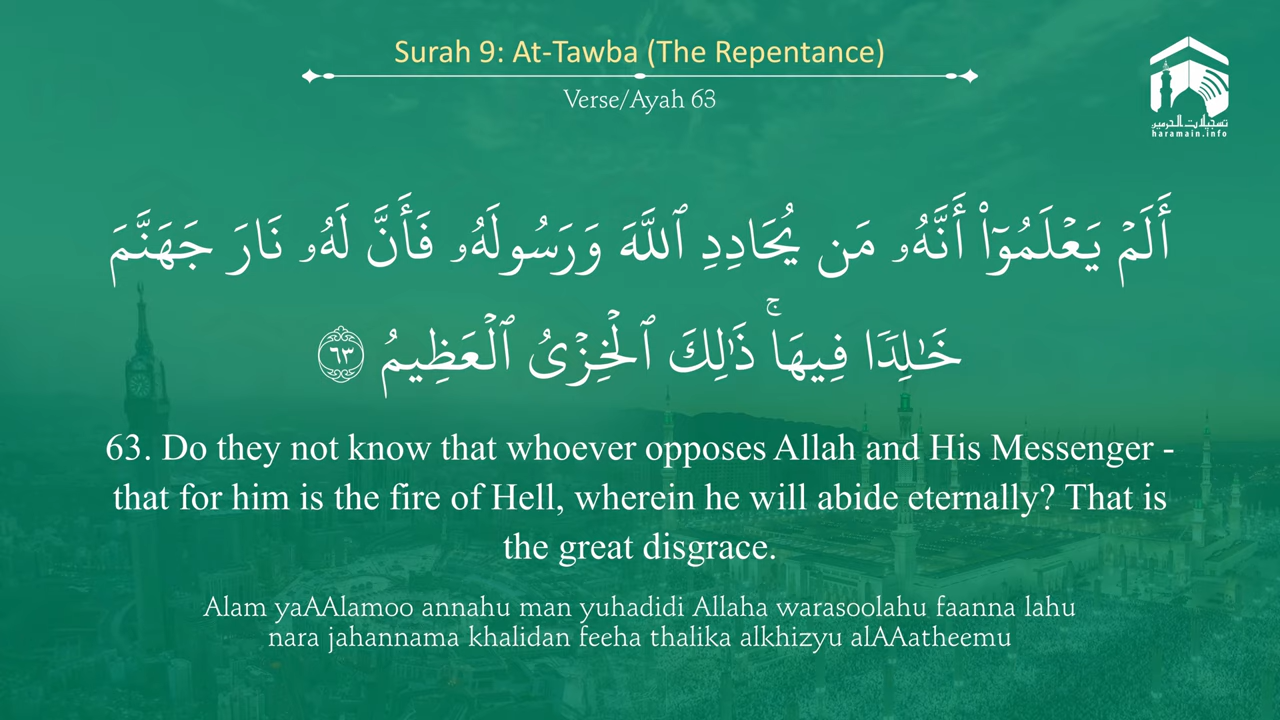 Surah 9: At-Tawba (The Repentance)
Verse/Ayah 63
تسجيلات الحرمين
haramain.info
أَلَمْ يَعْلَمُوٓا۟ أَنَّهُۥ مَن يُحَادِدِ ٱللَّهَ وَرَسُولَهُۥ فَأَنَّ لَهُۥ نَارَ جَهَنَّمَ
خَـٰلِدًۭا فِيهَا ۚ ذَٰلِكَ ٱلْخِزْىُ ٱلْعَظِيمُ ٦٣
63. Do they not know that whoever opposes Allah and His Messenger -
that for him is the fire of Hell, wherein he will abide eternally? That is
the great disgrace.
Alam yaAAlamoo annahu man yuhadidi Allaha warasoolahu faanna lahu
nara jahannama khalidan feeha thalika alkhizyu alAAatheemu